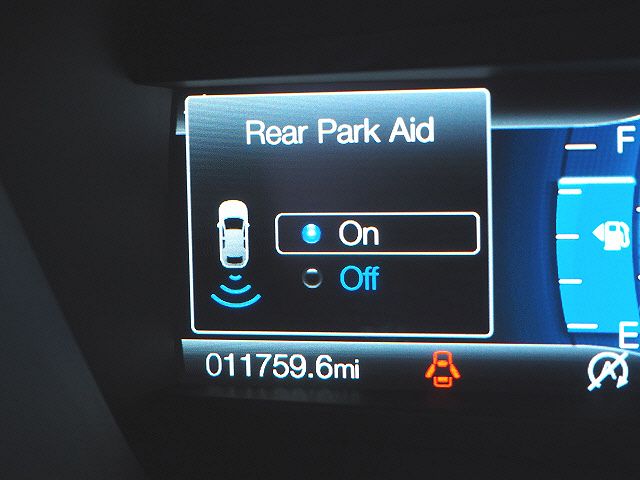 Rear Park Aid
On
Off
011759.6mi
F
E